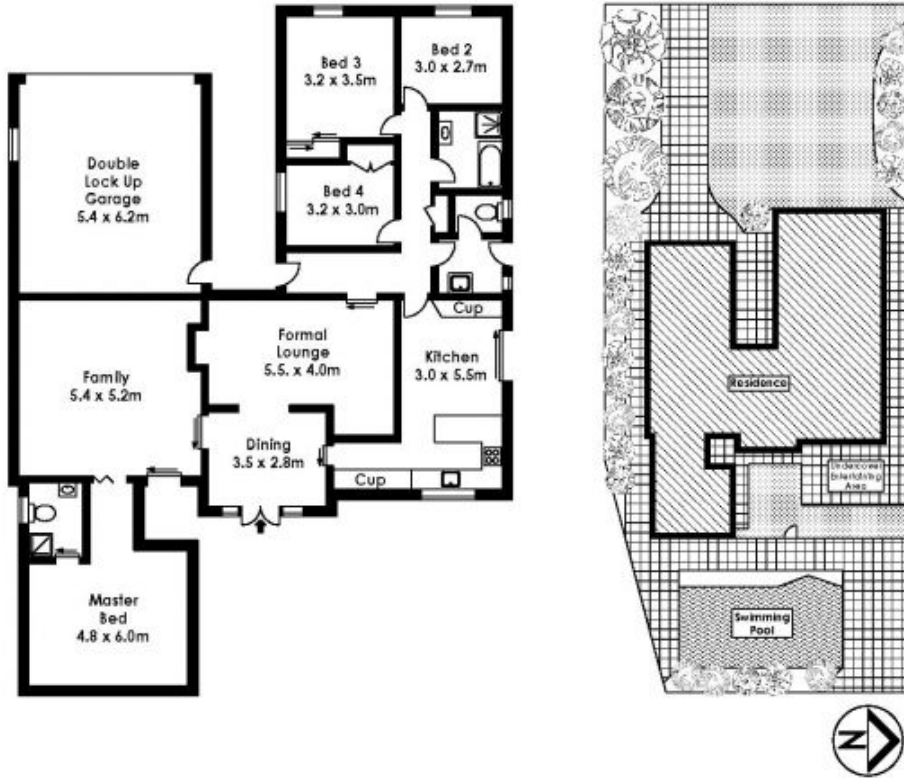 Bed 3
3.2 x 3.5m
Bed 2
3.0 x 2.7m
Double
Lock Up
Garage
5.4 x 6.2m
Bed 4
3.2 x 3.0m
Cup
Formal
Lounge
5.5. x 4.0m
Kitchen
3.0 x 5.5m
Family
5.4 x 5.2m
Dining
3.5 x 2.8m
Cup
Master
Bed
4.8 x 6.0m
Residence
Undercover
Entertaining
Area
Swimming
Pool
N